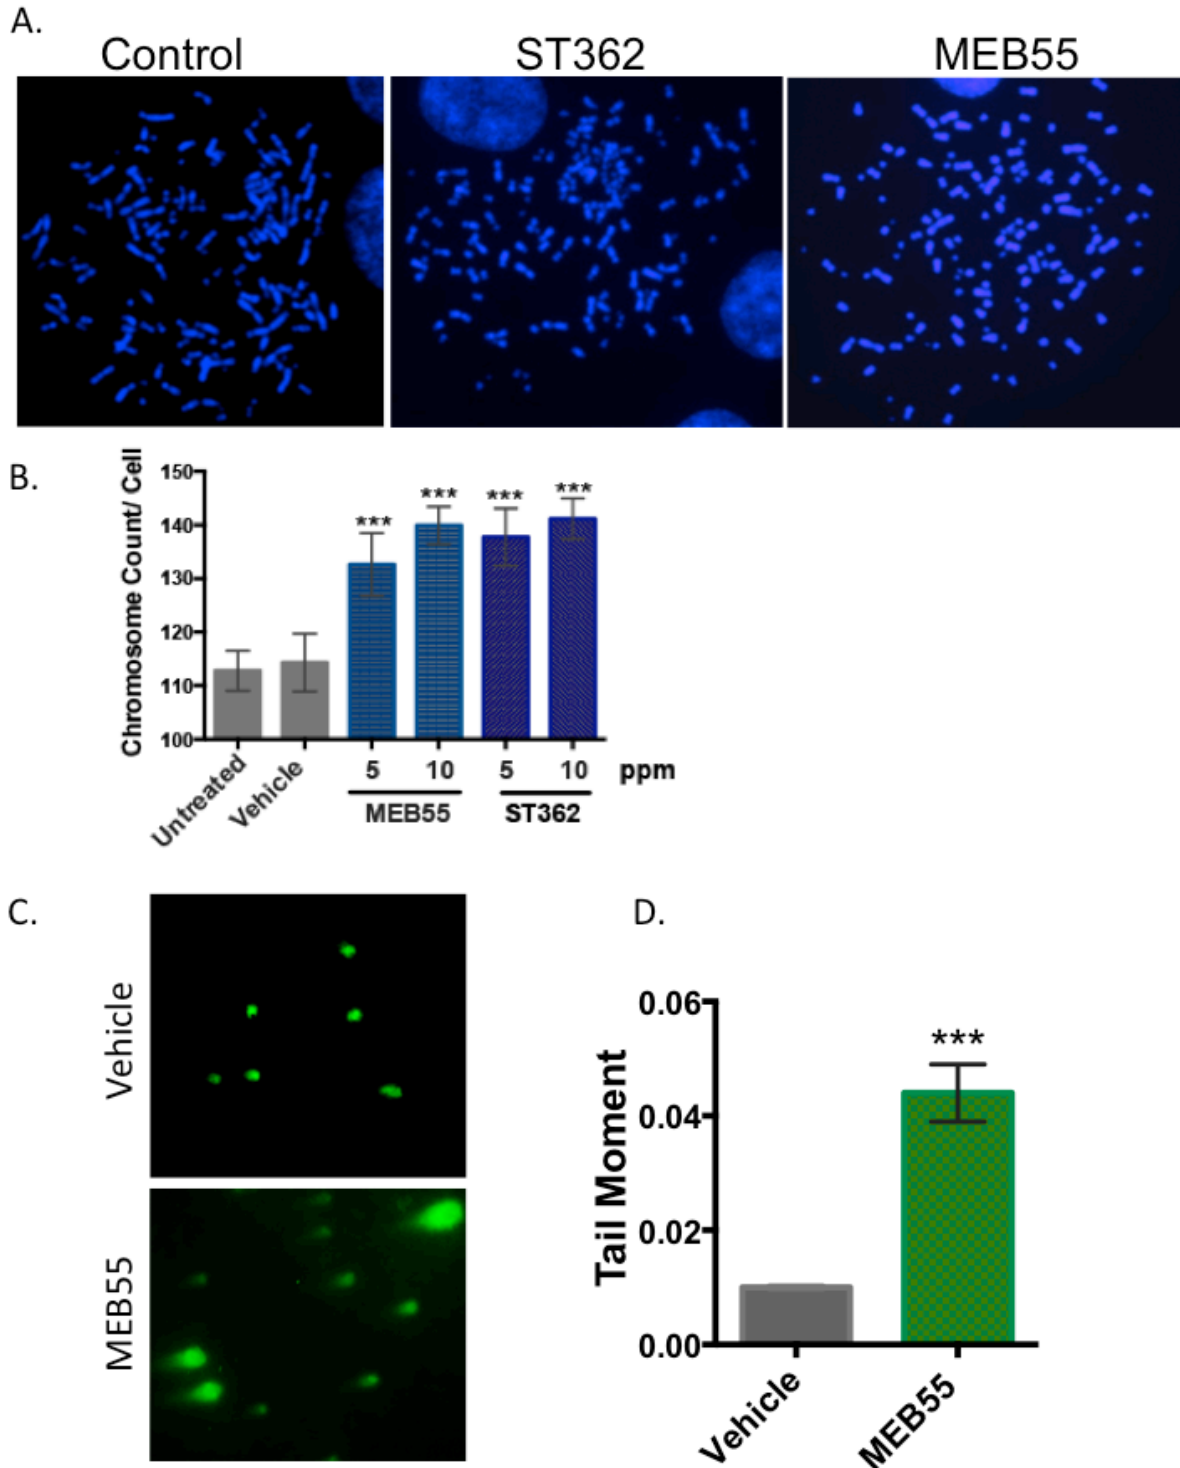 A.
Control
ST362
MEB55
B.
Chromosome Count/ Cell
150
140
130
120
110
100
***
***
***
***
Untreated
Vehicle
5
10
5
10
ppm
MEB55
ST362
C.
Vehicle
MEB55
D.
Tail Moment
0.06
0.04
0.02
0.00
***
Vehicle
MEB55